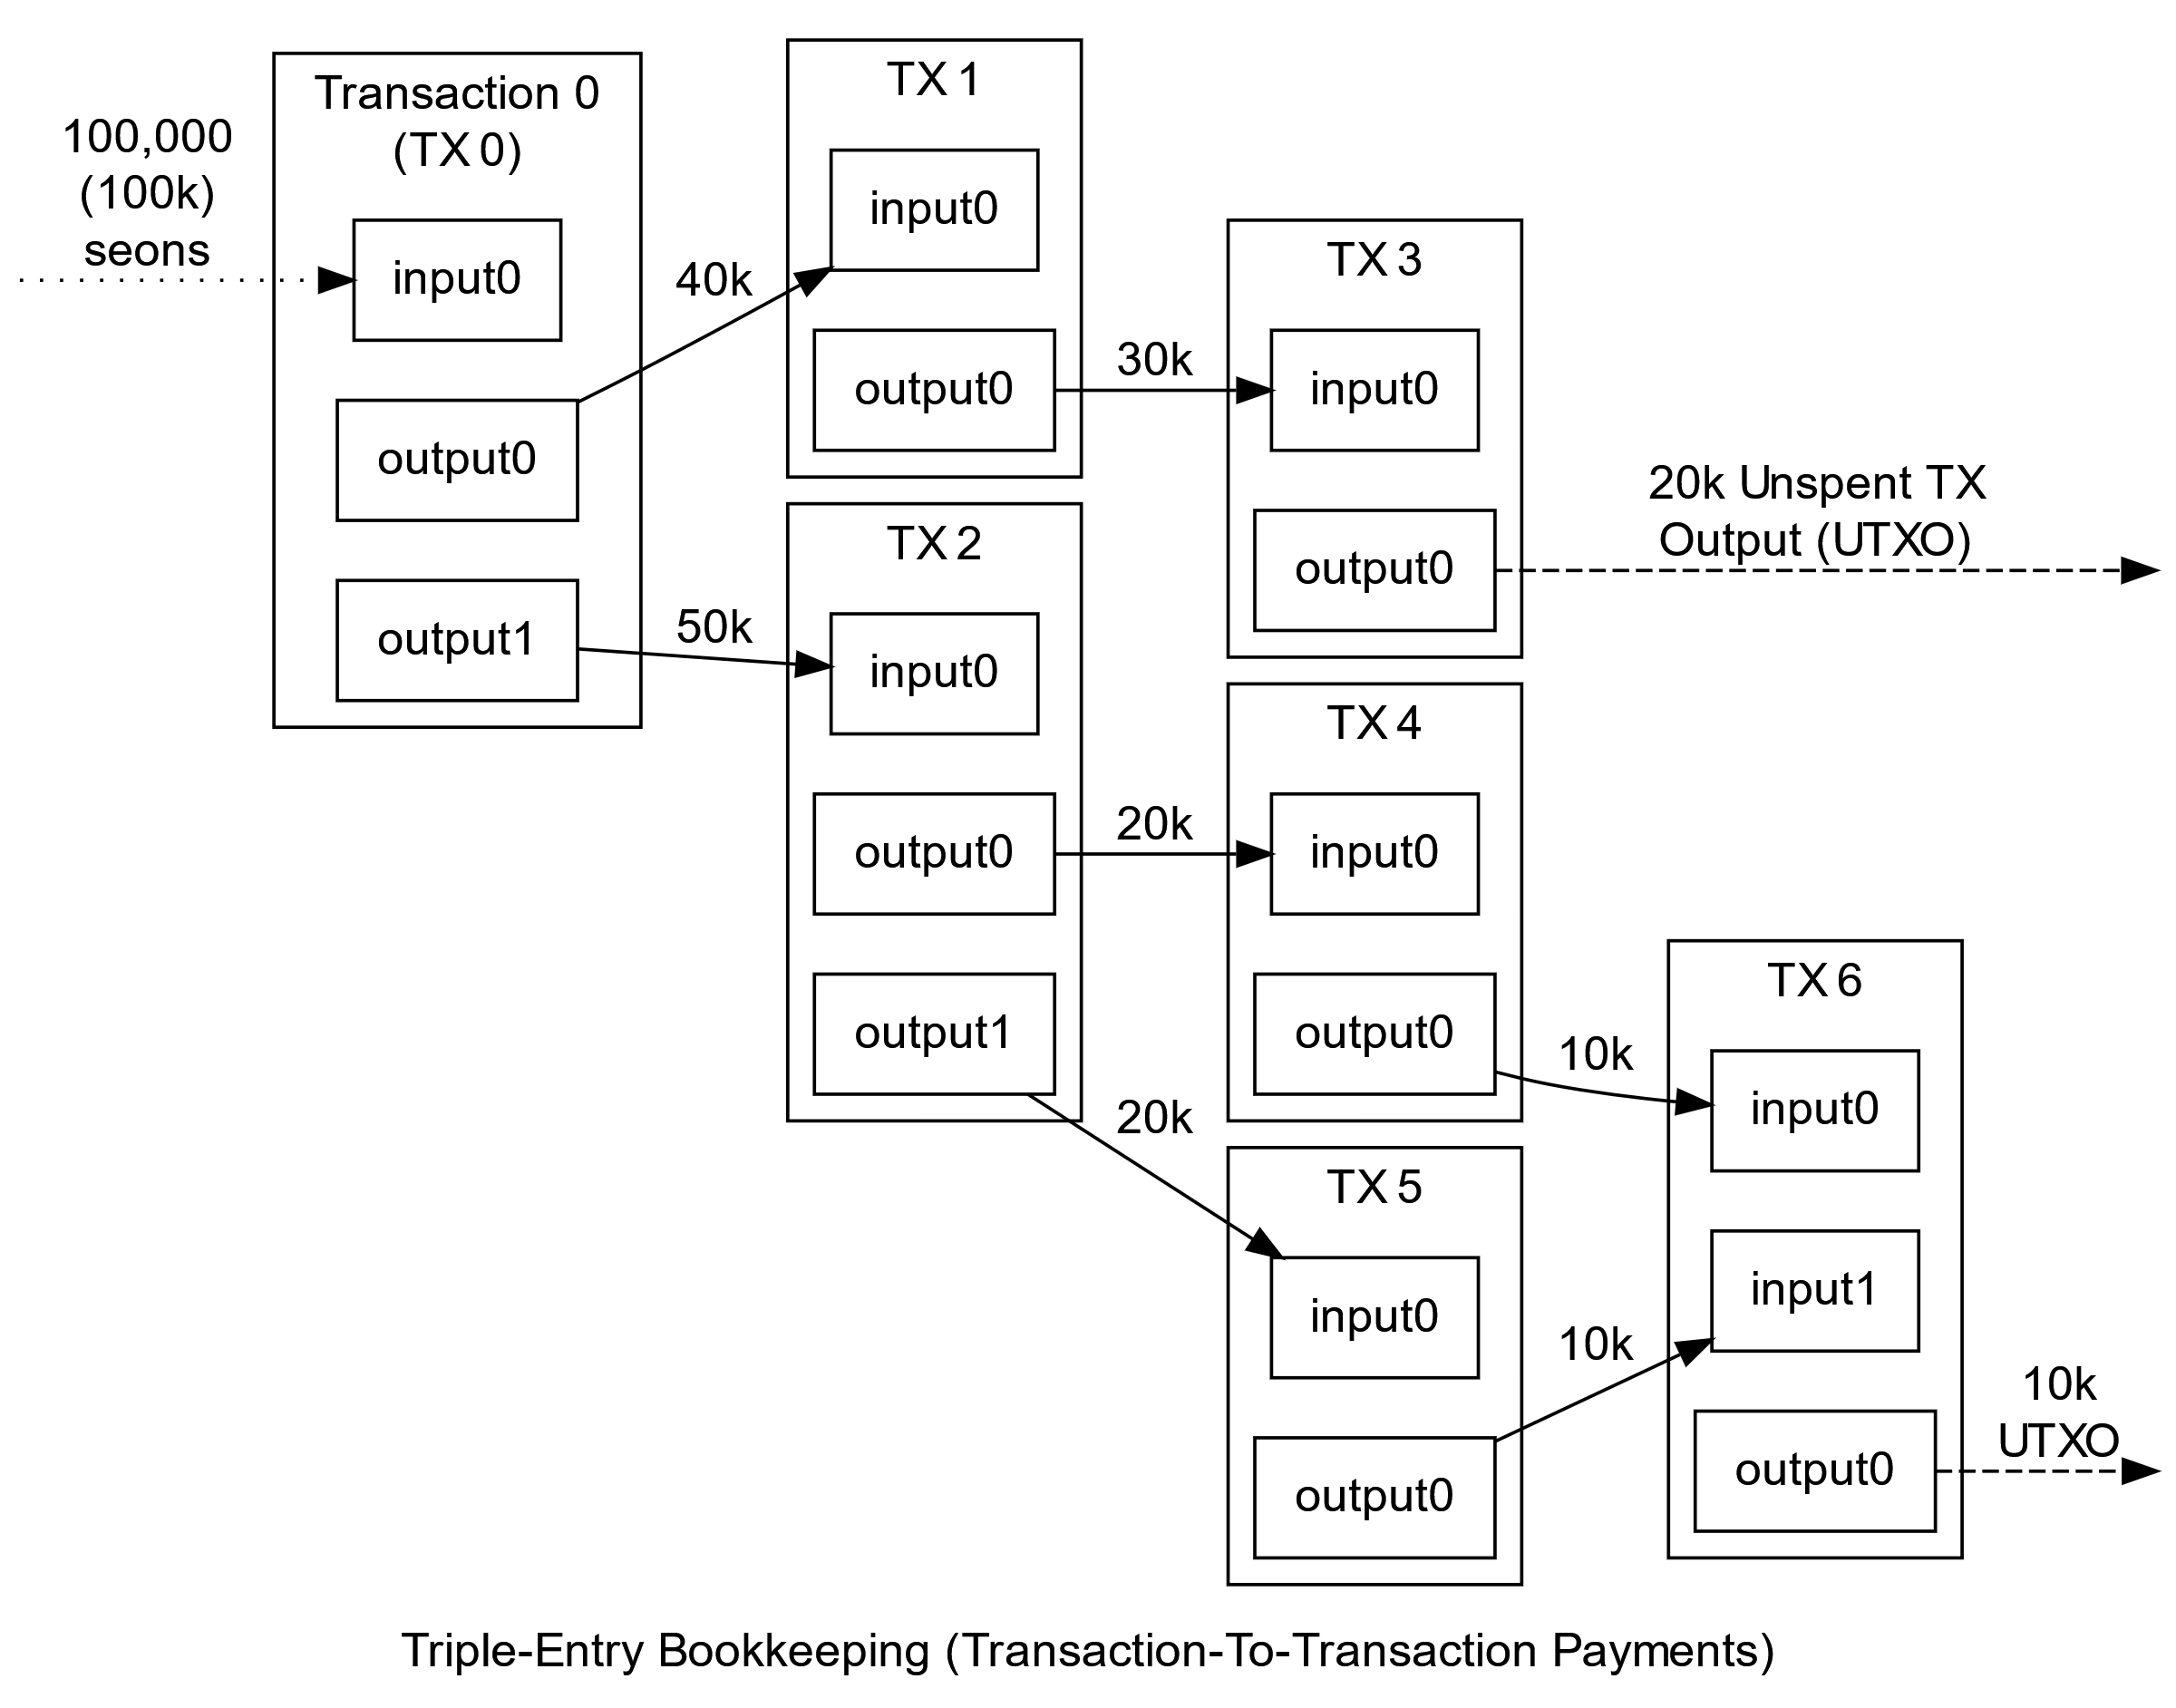 100,000
(100k)
seons
Transaction 0
(TX 0)
input0
output0
output1
40k
50k
TX 1
input0
output0
TX 2
input0
output0
output1
30k
20k
20k
TX 3
input0
output0
TX 4
input0
output0
TX 5
input0
output0
20k Unspent TX
Output (UTXO)
10k
10k
TX 6
input0
input1
output0
10k
UTXO
Triple-Entry Bookkeeping (Transaction-To-Transaction Payments)